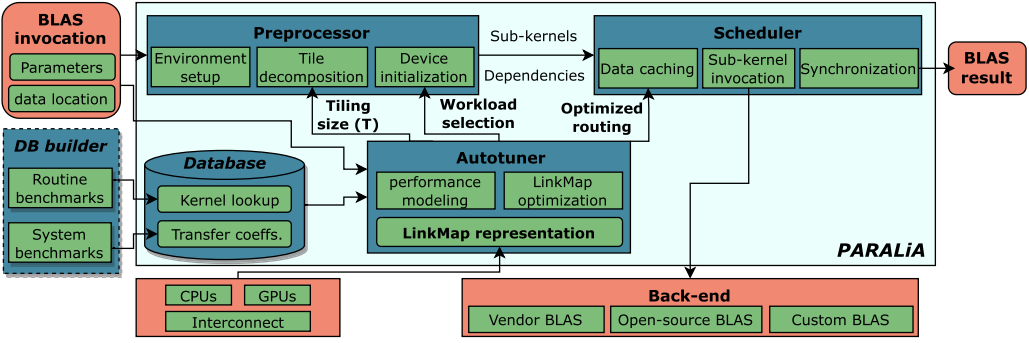 BLAS
invocation
Parameters
data location
Preprocessor
Environment
setup
Tile
decomposition
Device
initialization
Sub-kernels
Dependencies
Scheduler
Data caching
Sub-kernel
invocation
Synchronization
BLAS
result
Tiling
size (T)
Workload
selection
Optimized
routing
DB builder
Routine
benchmarks
System
benchmarks
Database
Kernel lookup
Transfer coeffs.
Autotuner
performance
modeling
LinkMap
optimization
LinkMap representation
PARALiA
CPUs
GPUs
Interconnect
Back-end
Vendor BLAS
Open-source BLAS
Custom BLAS